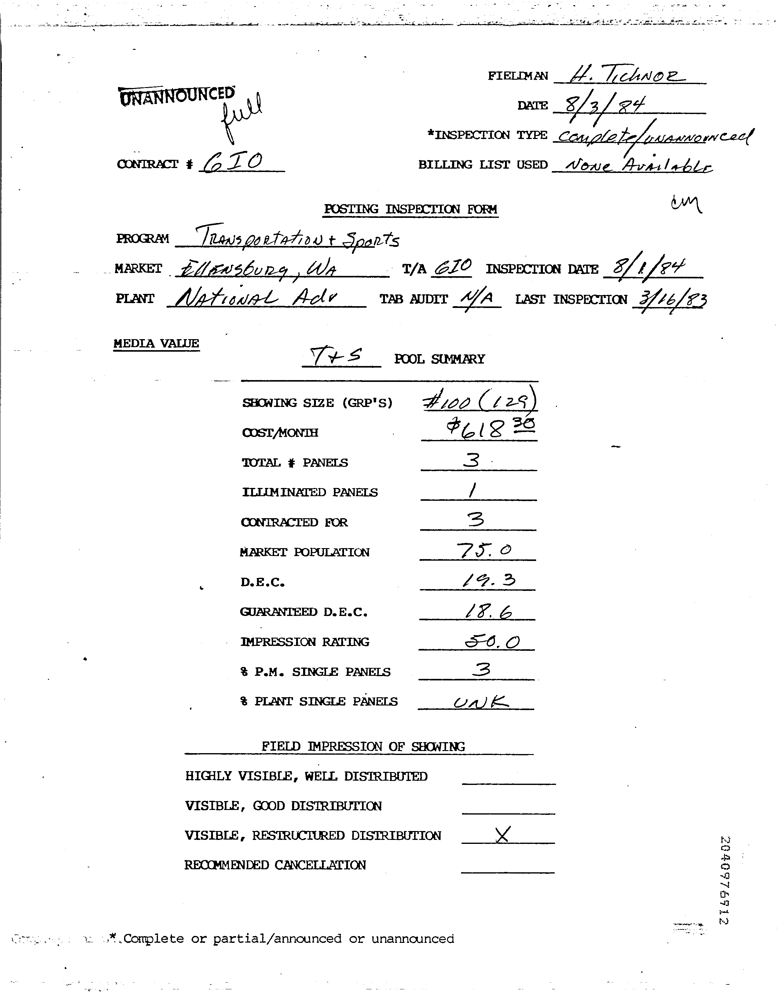 FIELDMAN H. Tichnor
UNANNOUNCED
full
DATE 8/3/84
*INSPECTION TYPE Complete/unannounced
CONTRACT # GIO
BILLING LIST USED None Available
cm
POSTING INSPECTION FORM
PROGRAM Transportation + Sports
MARKET Ellensburg, WA T/A GIO INSPECTION DATE 8/1/84
PLANT National Adv TAB AUDIT N/A LAST INSPECTION 3/16/83
MEDIA VALUE
T+S POOL SUMMARY
SHOWING SIZE (GRP'S) #100 (129)
COST/MONTH $618 30
TOTAL # PANELS 3
ILLUMINATED PANELS 1
CONTRACTED FOR 3
MARKET POPULATION 75.0
D.E.C. 19.3
GUARANTEED D.E.C. 18.6
IMPRESSION RATING 50.0
% P.M. SINGLE PANELS 3
% PLANT SINGLE PANELS UNK
FIELD IMPRESSION OF SHOWING
HIGHLY VISIBLE, WELL DISTRIBUTED
VISIBLE, GOOD DISTRIBUTION
VISIBLE, RESTRUCTURED DISTRIBUTION X
RECOMMENDED CANCELLATION
2040976912
*.Complete or partial/announced or unannounced